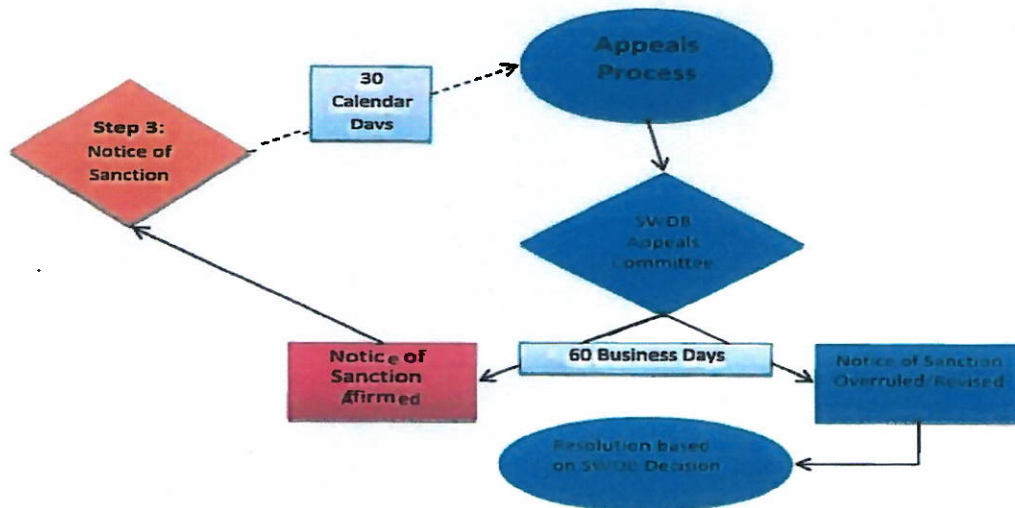 Appeals
Process
30
Calendar
Days
Step 3:
Notice of
Sanction
SWDB
Appeals
Committee
60 Business Days
Notice of
Sanction
Affirmed
Notice of Sanction
Overruled/Revised
Resolution based
on SWDB Decision